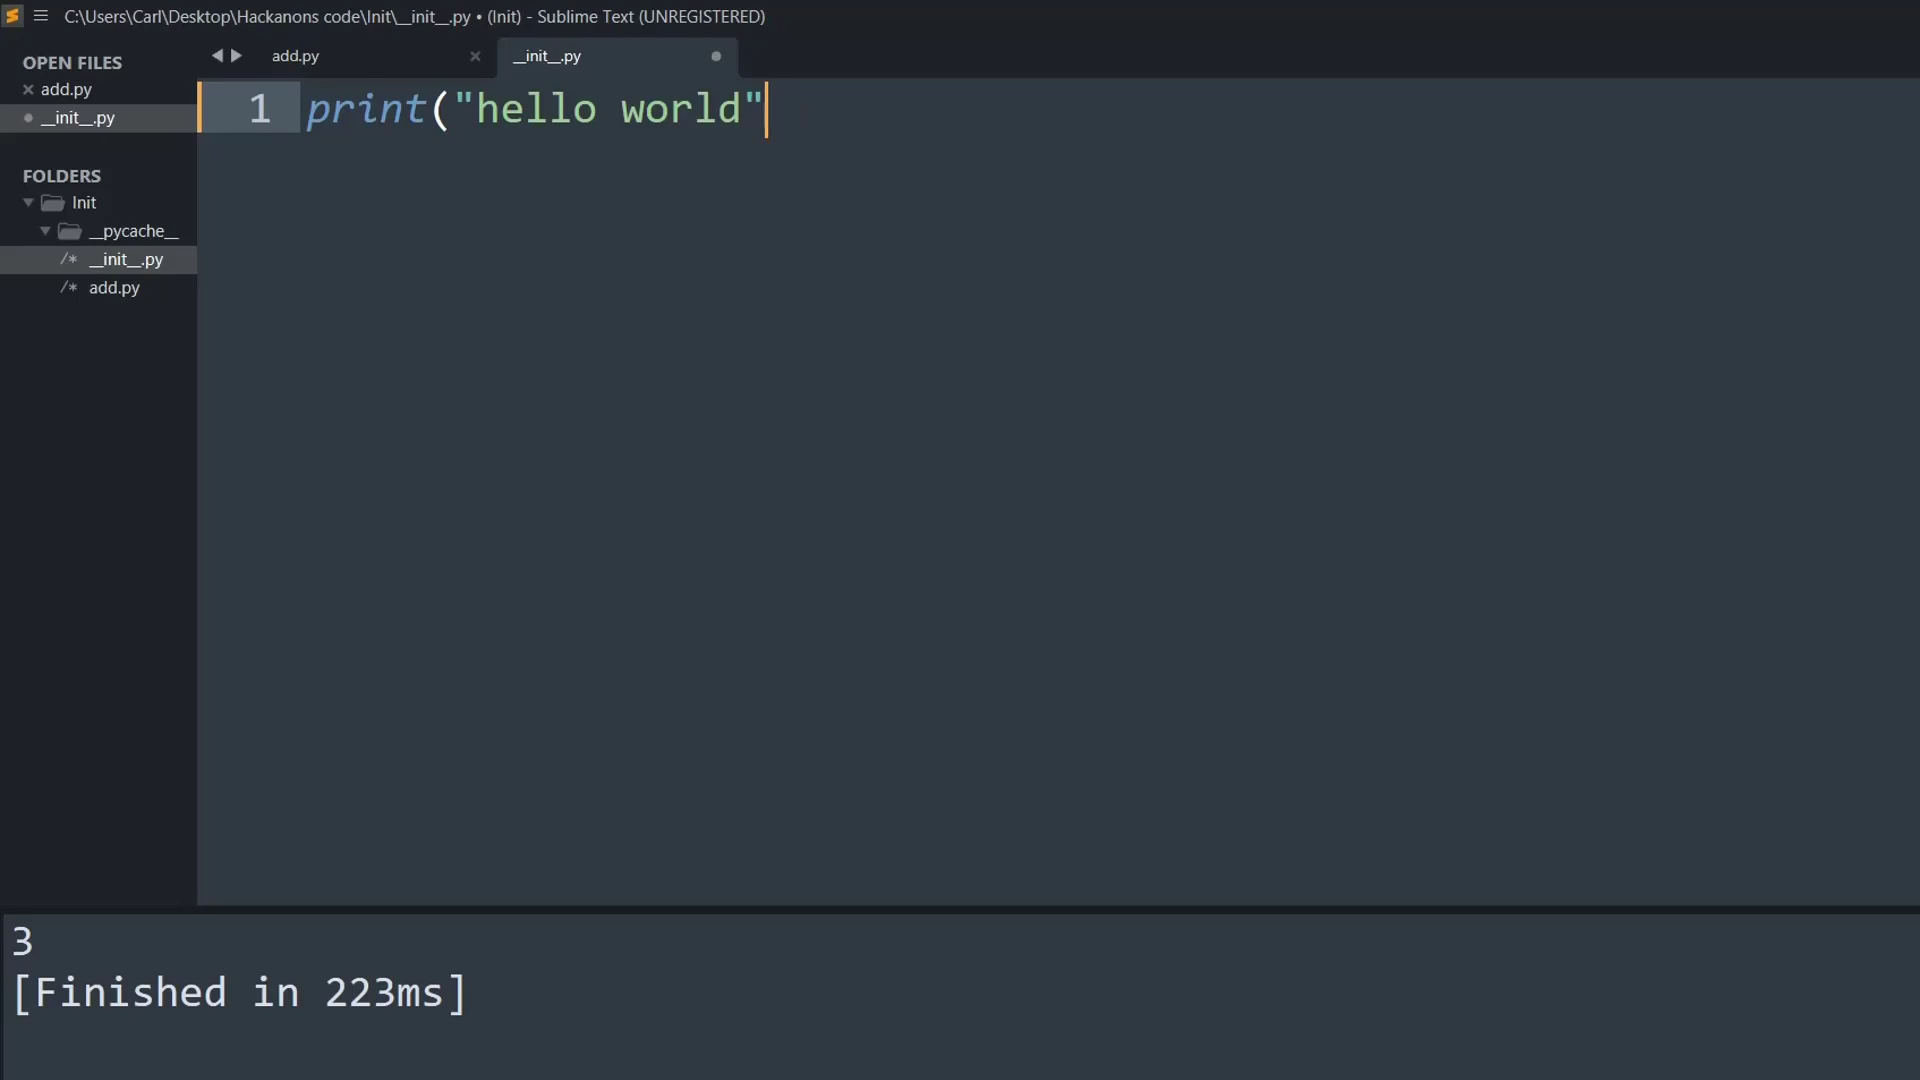 C:\Users\Carl\Desktop\Hackanons code\Init\__init__.py • (Init) - Sublime Text (UNREGISTERED)
OPEN FILES
add.py
__init__.py
FOLDERS
Init
__pycache__
/* __init__.py
/* add.py
add.py
__init__.py
1 print("hello world"
3
[Finished in 223ms]